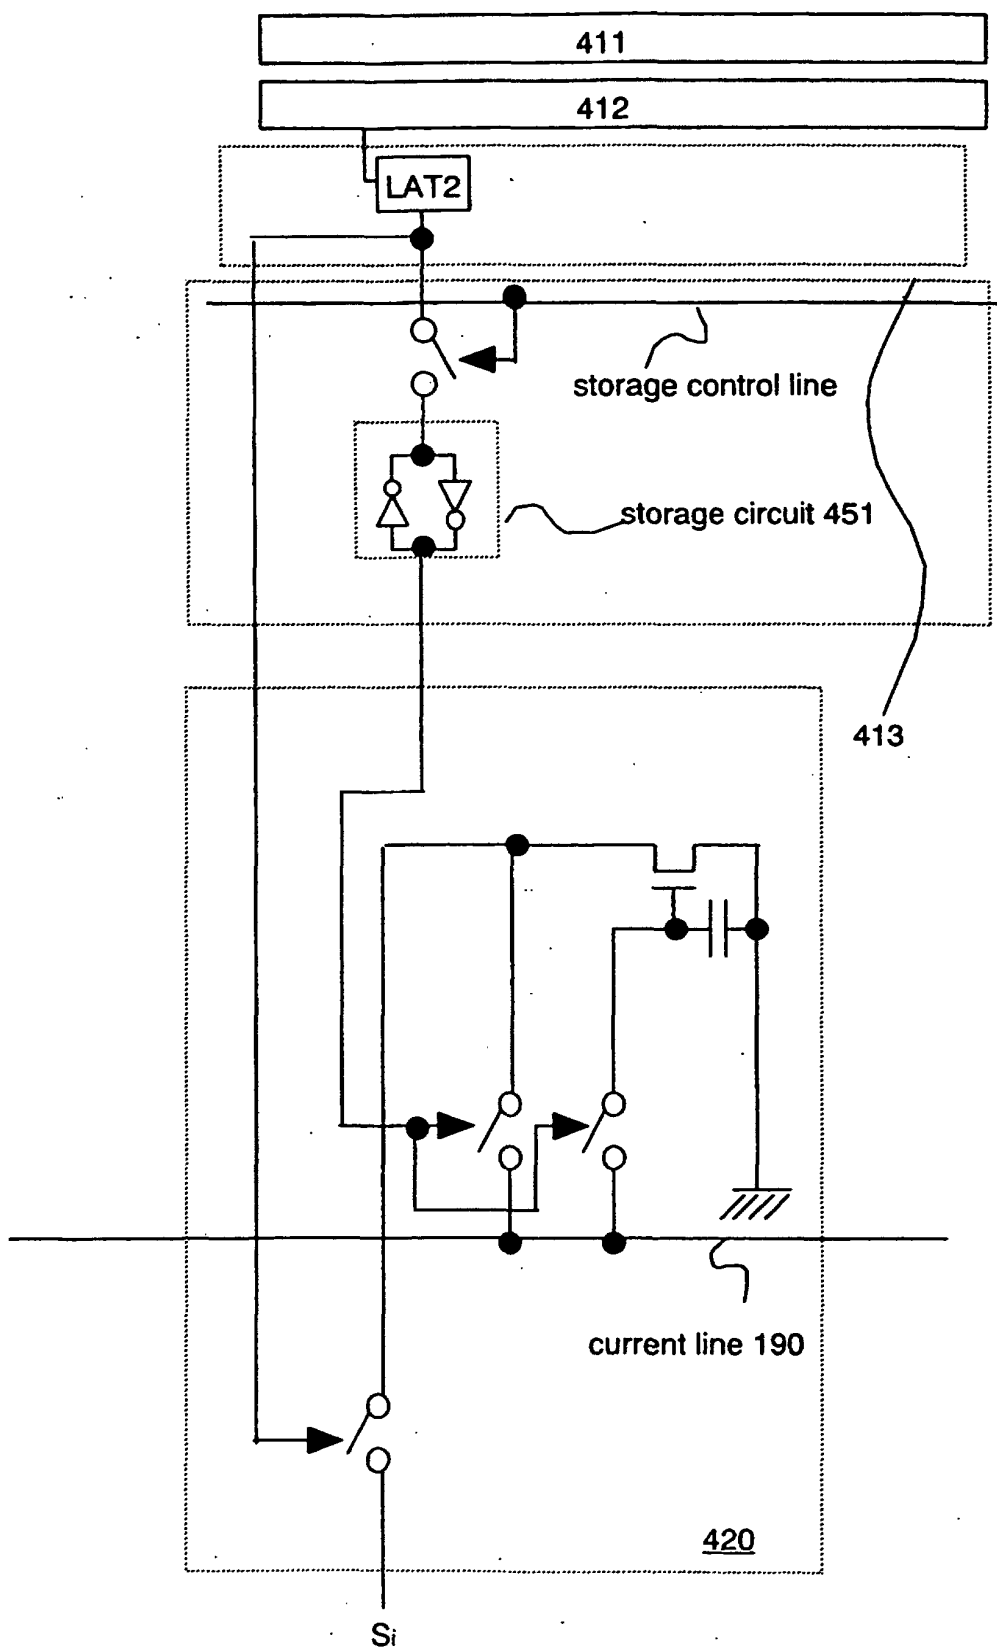 411
412
LAT2
storage control line
storage circuit 451
413
current line 190
420
Si